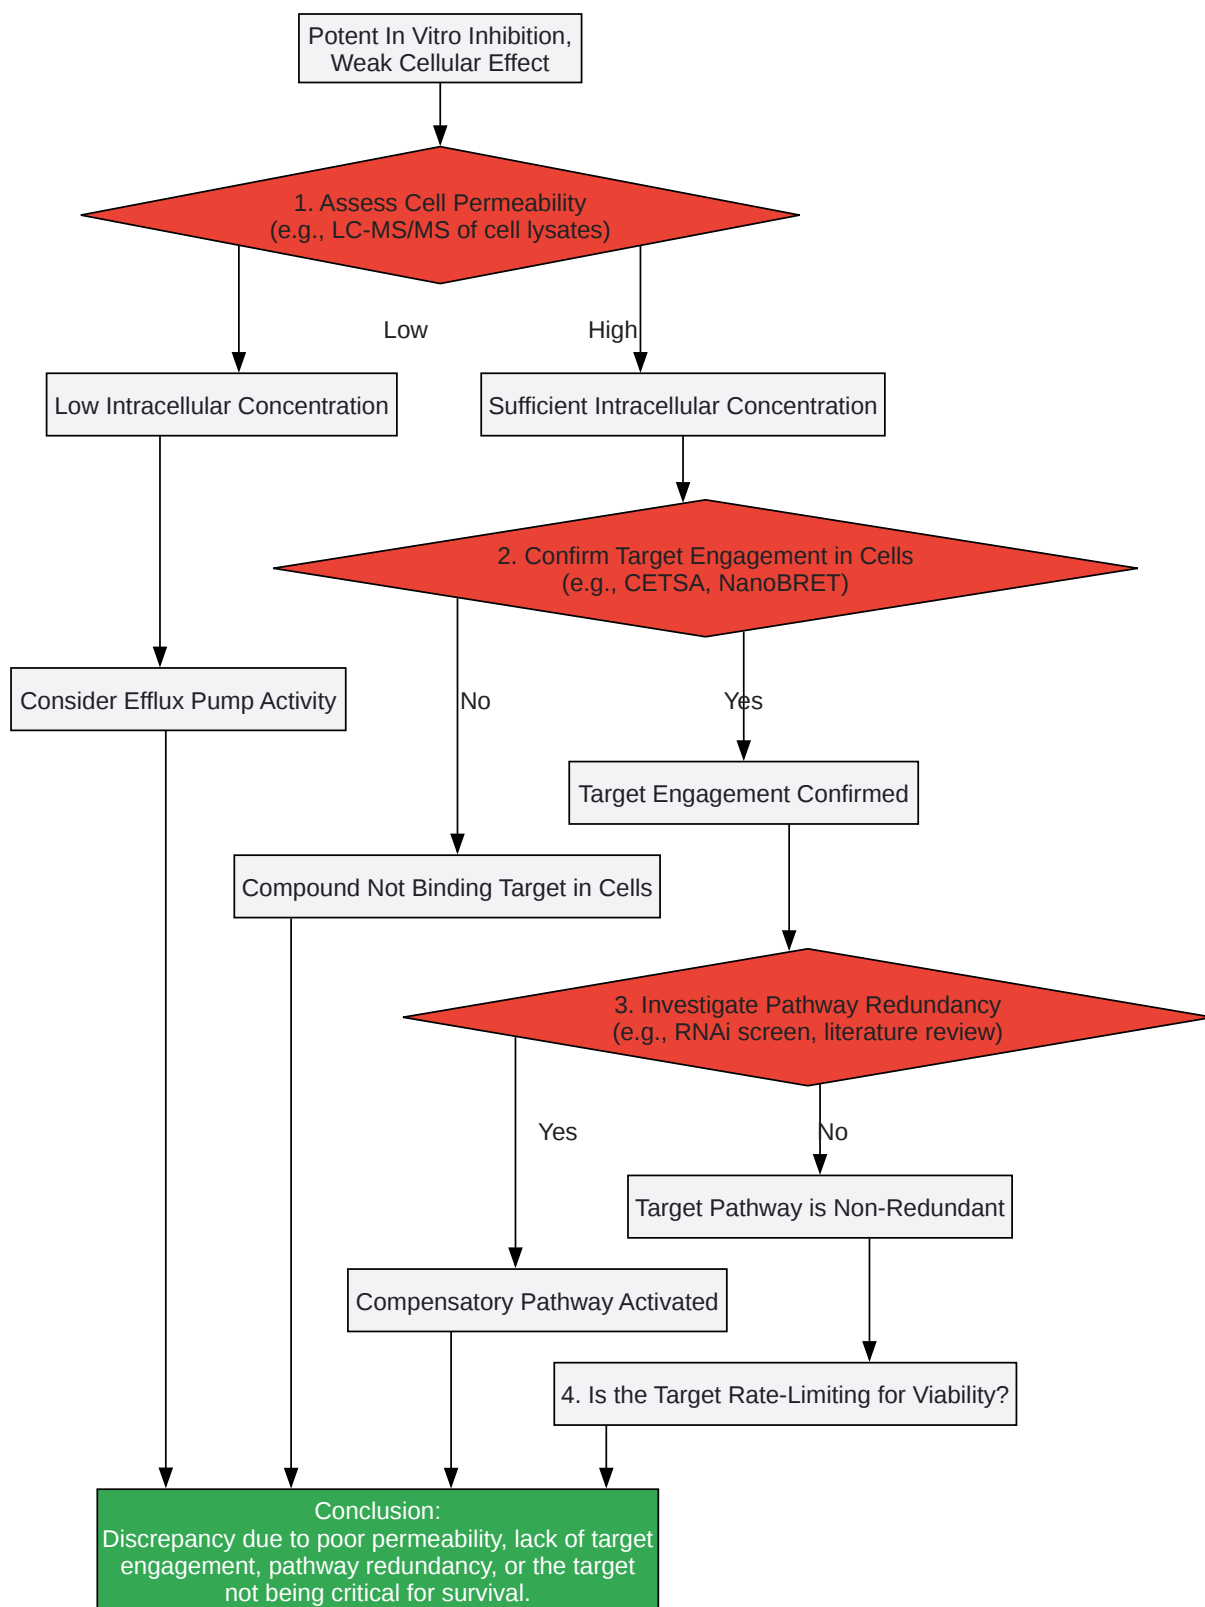 Potent In Vitro Inhibition,
Weak Cellular Effect
1. Assess Cell Permeability
(e.g., LC-MS/MS of cell lysates)
Low
High
Low Intracellular Concentration
Sufficient Intracellular Concentration
2. Confirm Target Engagement in Cells
(e.g., CETSA, NanoBRET)
Consider Efflux Pump Activity
No
Yes
Target Engagement Confirmed
Compound Not Binding Target in Cells
3. Investigate Pathway Redundancy
(e.g., RNAi screen, literature review)
Yes
No
Target Pathway is Non-Redundant
Compensatory Pathway Activated
4. Is the Target Rate-Limiting for Viability?
Conclusion:
Discrepancy due to poor permeability, lack of target
engagement, pathway redundancy, or the target
not being critical for survival.